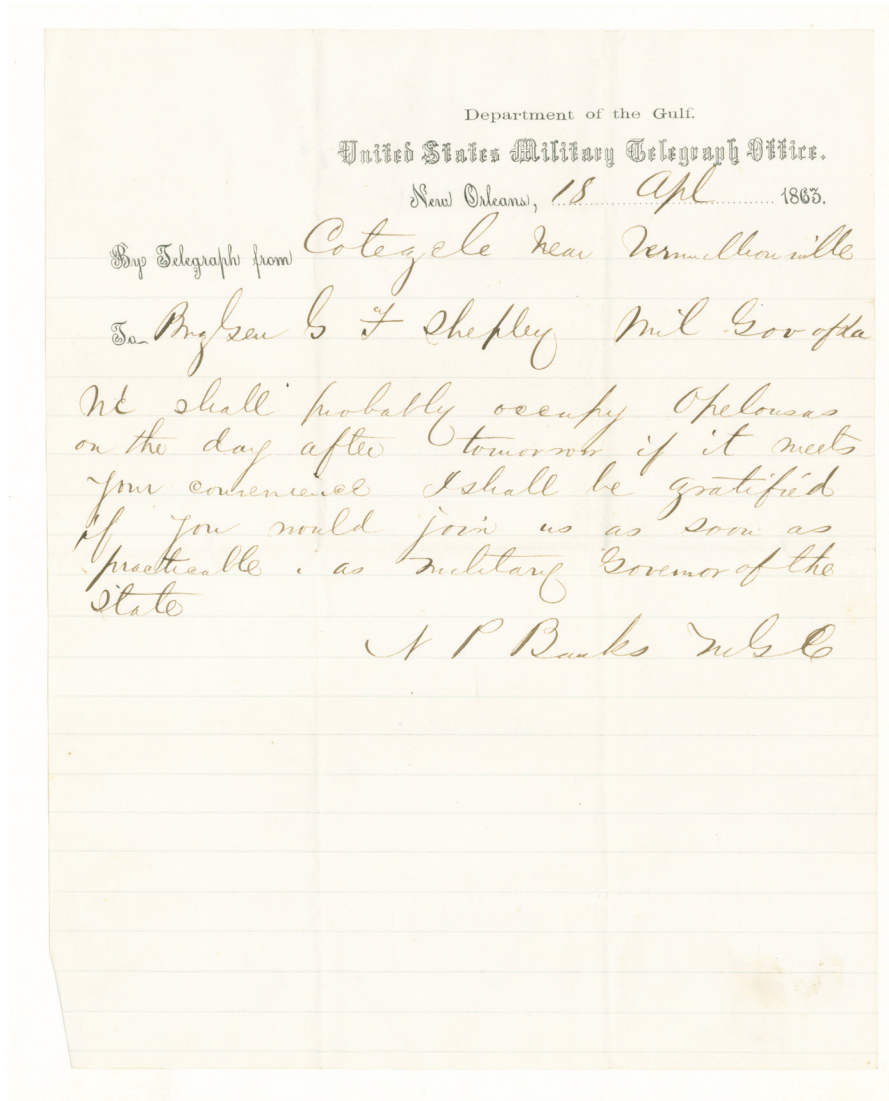 Department of the Gulf.
United States Military Telegraph Office.
New Orleans, 18 Apl 1863.
By Telegraph from Cotegele near Vermillionville
To Brig Gen G F Shepley Mil Gov of La
We shall probably occupy Opelousas
on the day after tomorrow if it meets
your convenience I shall be gratified
if you would join us as soon as
practicable . as military Governor of the
State
N P Banks M G C